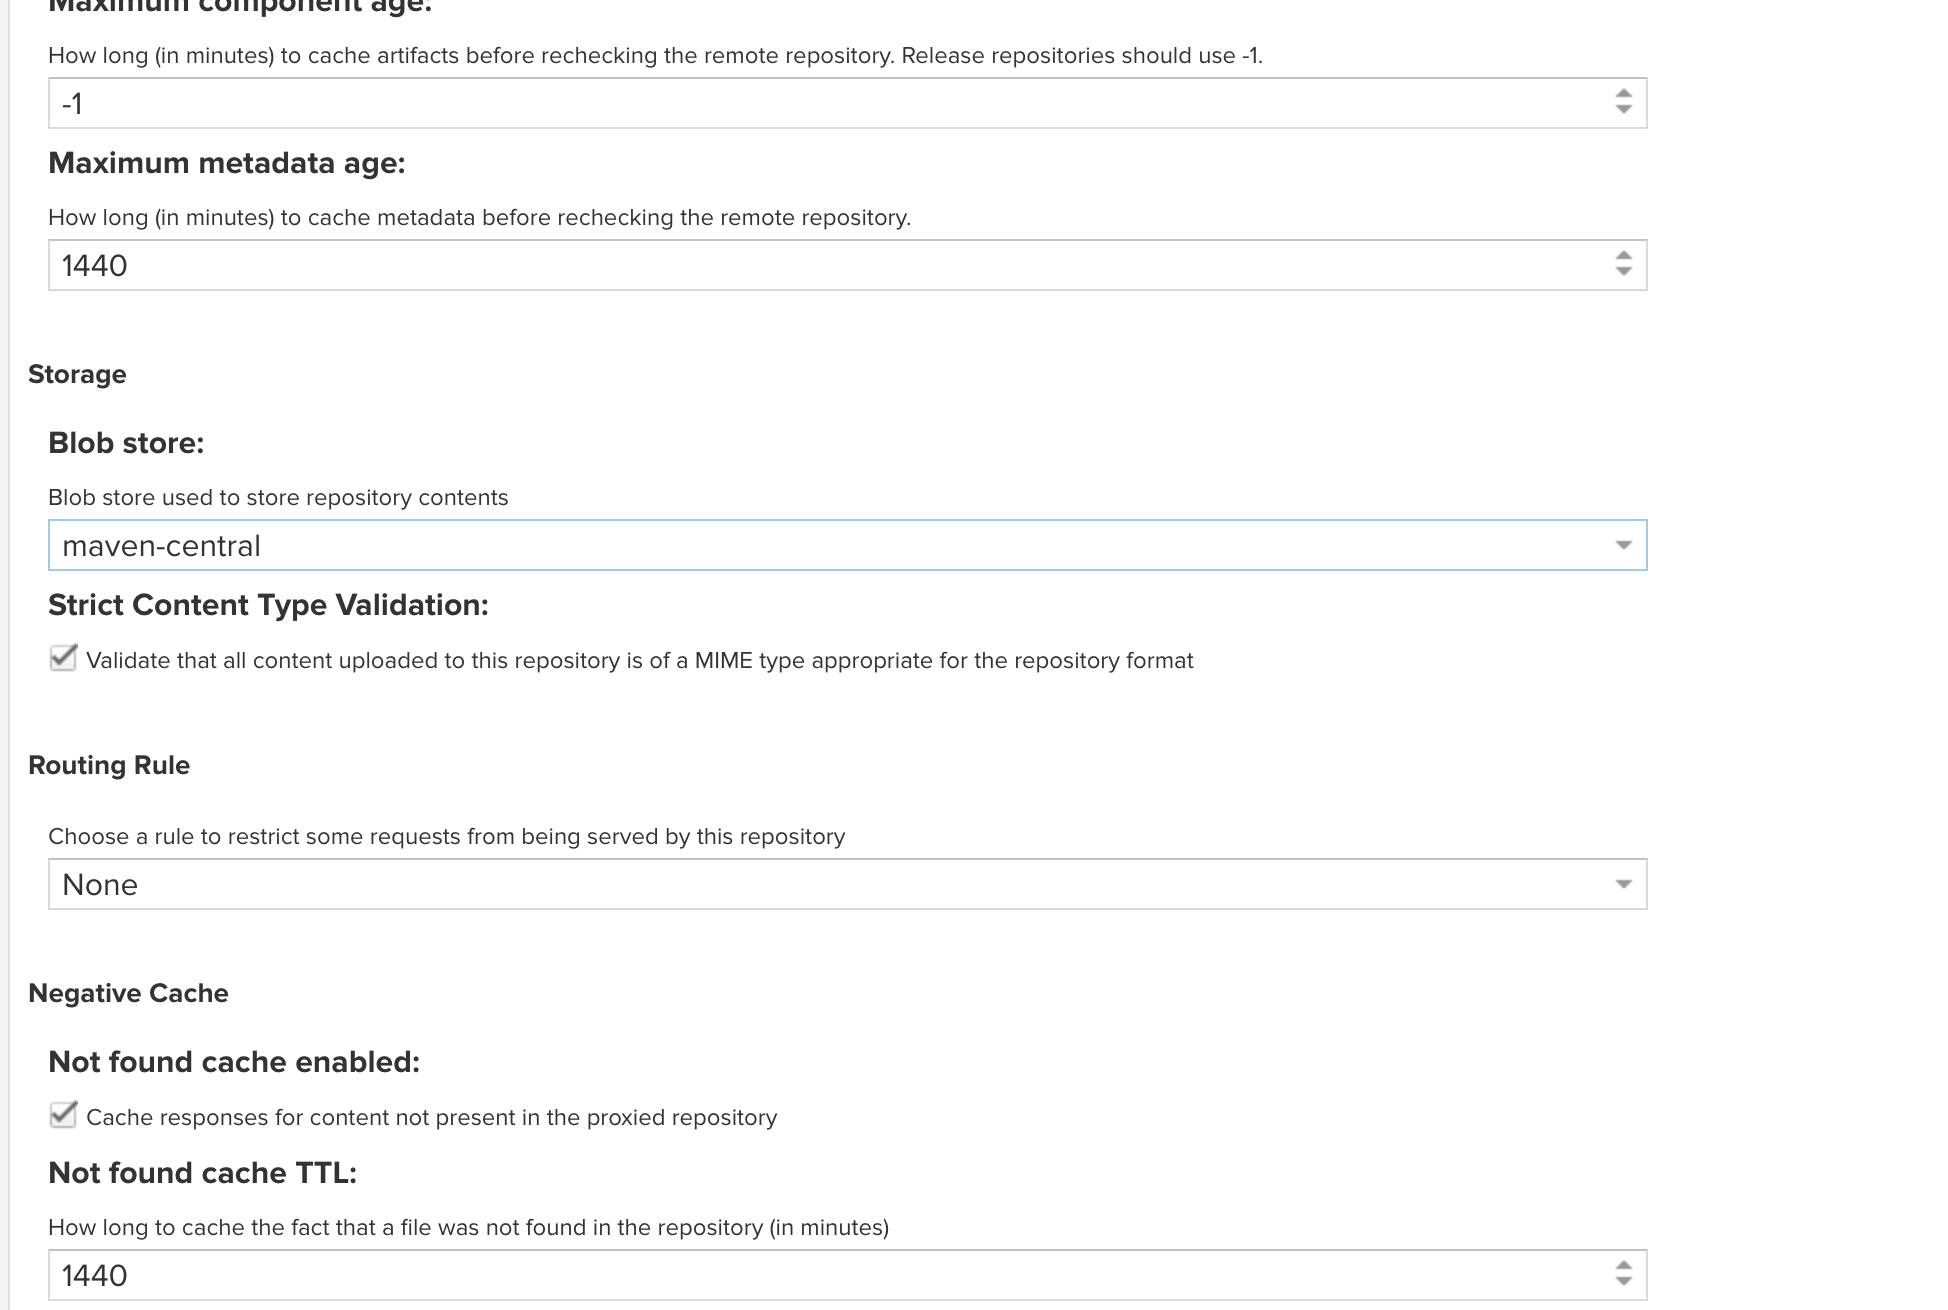 Maximum component age:
How long (in minutes) to cache artifacts before rechecking the remote repository. Release repositories should use -1.
-1
Maximum metadata age:
How long (in minutes) to cache metadata before rechecking the remote repository.
1440
Storage
Blob store:
Blob store used to store repository contents
maven-central
Strict Content Type Validation:
Validate that all content uploaded to this repository is of a MIME type appropriate for the repository format
Routing Rule
Choose a rule to restrict some requests from being served by this repository
None
Negative Cache
Not found cache enabled:
Cache responses for content not present in the proxied repository
Not found cache TTL:
How long to cache the fact that a file was not found in the repository (in minutes)
1440